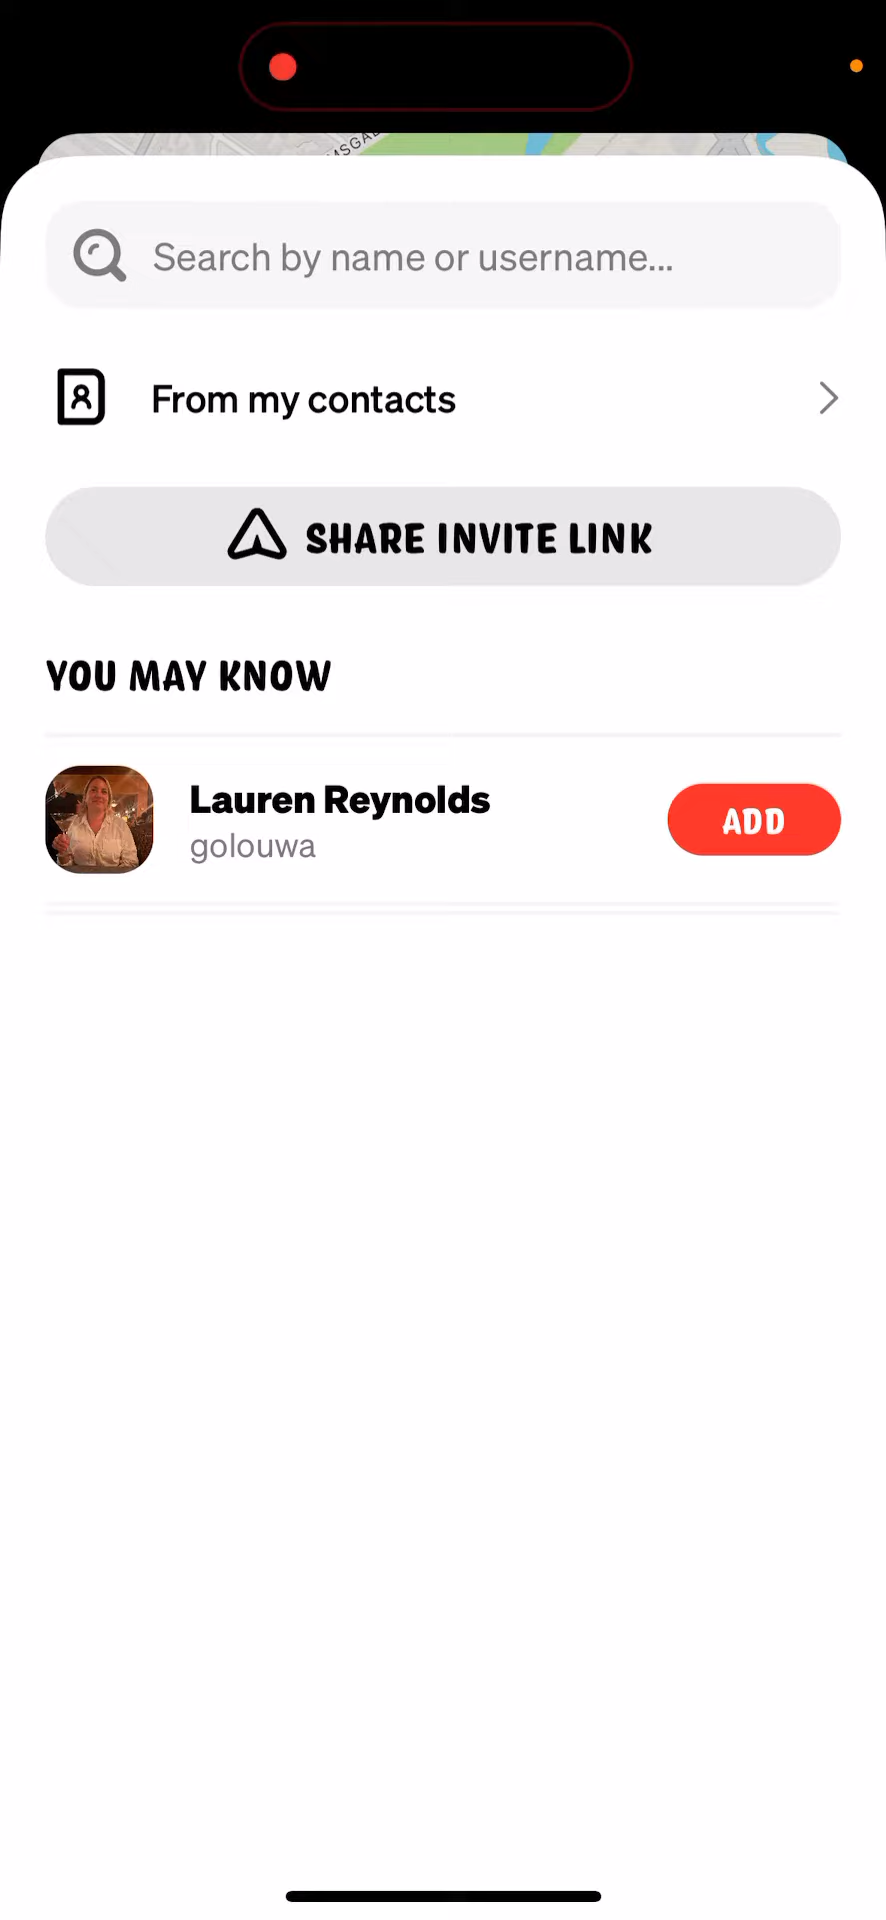 Search by name or username...
From my contacts
SHARE INVITE LINK
YOU MAY KNOW
Lauren Reynolds
golouwa
ADD